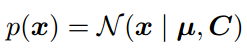 p(𝒙) = 𝒩(𝒙 | 𝝁, 𝑪)